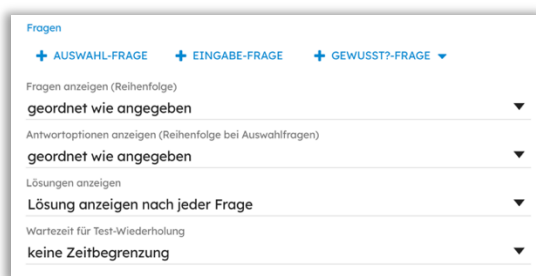 Fragen
+ AUSWAHL-FRAGE + EINGABE-FRAGE + GEWUSST?-FRAGE
Fragen anzeigen (Reihenfolge)
geordnet wie angegeben
Antwortoptionen anzeigen (Reihenfolge bei Auswahlfragen)
geordnet wie angegeben
Lösungen anzeigen
Lösung anzeigen nach jeder Frage
Wartezeit für Test-Wiederholung
keine Zeitbegrenzung